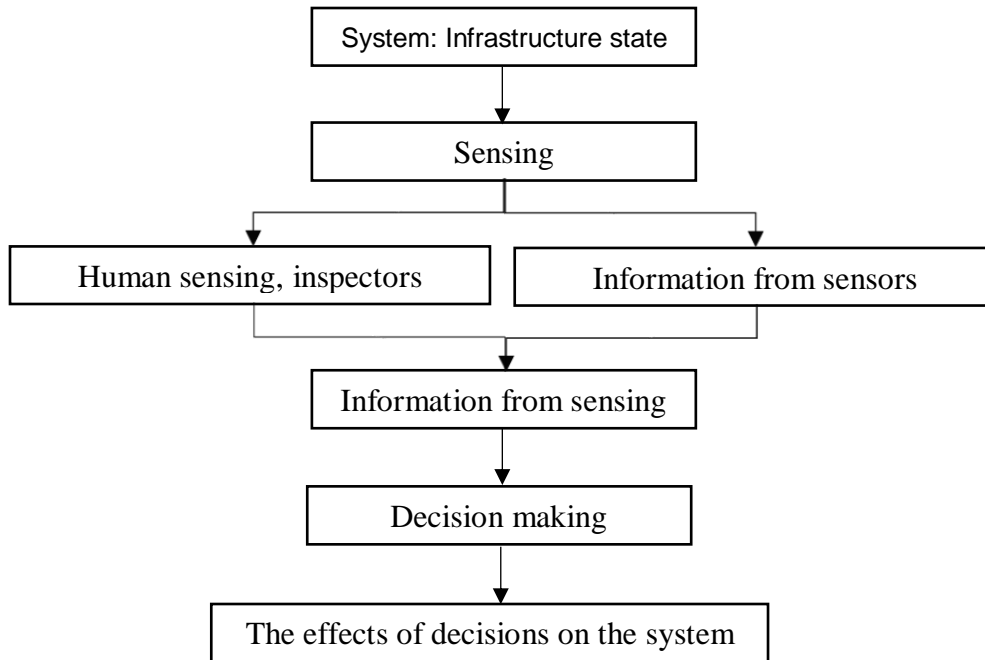 System: Infrastructure state
Sensing
Human sensing, inspectors
Information from sensors
Information from sensing
Decision making
The effects of decisions on the system